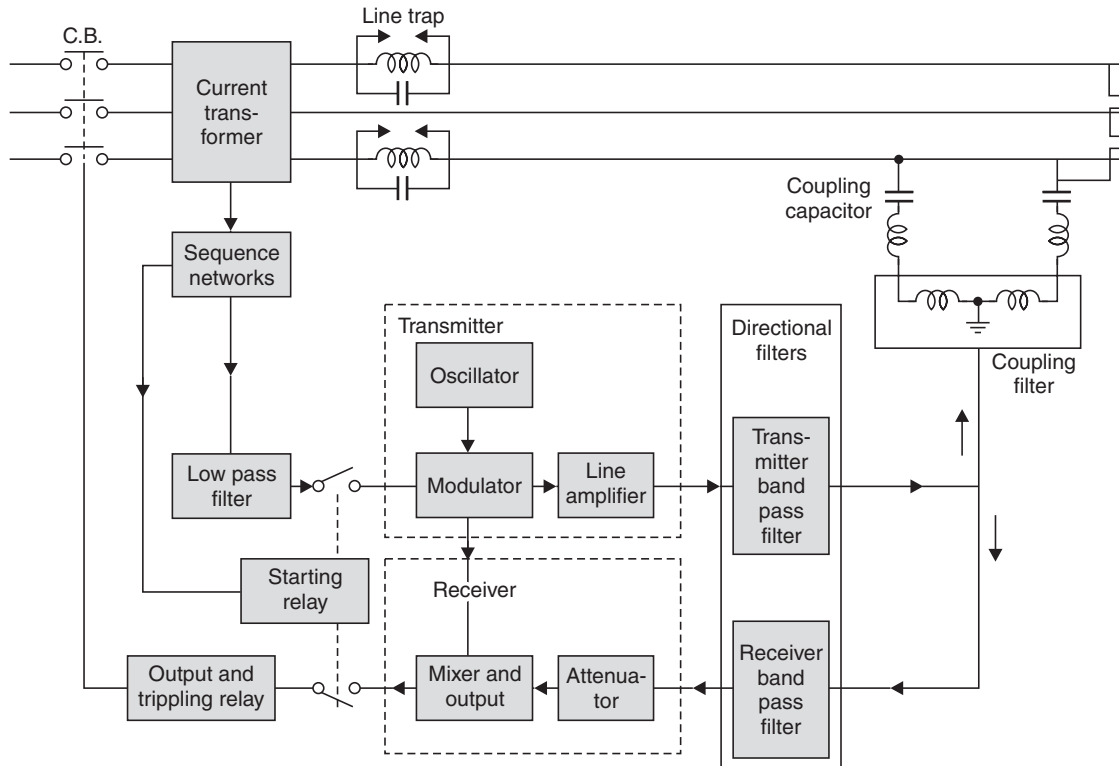 Line trap
C.B.
Current
trans-
former
Coupling
capacitor
Sequence
networks
Transmitter
Directional
filters
Oscillator
Coupling
filter
Trans-
mitter
band
pass
filter
Low pass
filter
Modulator
Line
amplifier
Starting
relay
Receiver
Output and
trippling relay
Mixer and
output
Attenua-
tor
Receiver
band
pass
filter